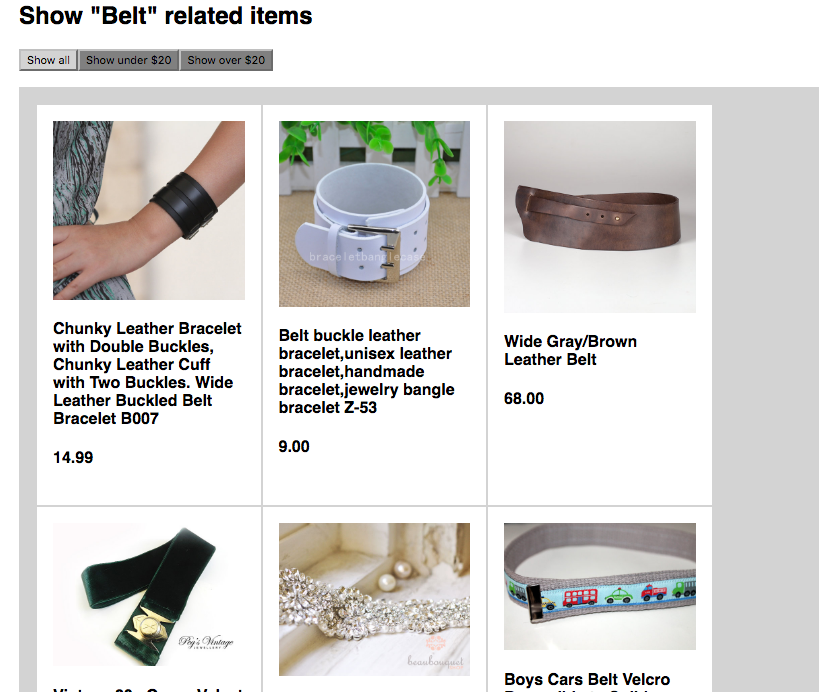 Show "Belt" related items
Show all
Show under $20
Show over $20
braceletbanglecase
Chunky Leather Bracelet
with Double Buckles,
Chunky Leather Cuff
with Two Buckles. Wide
Leather Buckled Belt
Bracelet B007
14.99
Belt buckle leather
bracelet,unisex leather
bracelet,handmade
bracelet,jewelry bangle
bracelet Z-53
9.00
Wide Gray/Brown
Leather Belt
68.00
Peg's Vintage
JEWELLERY
beaubouquet
Boys Cars Belt Velcro